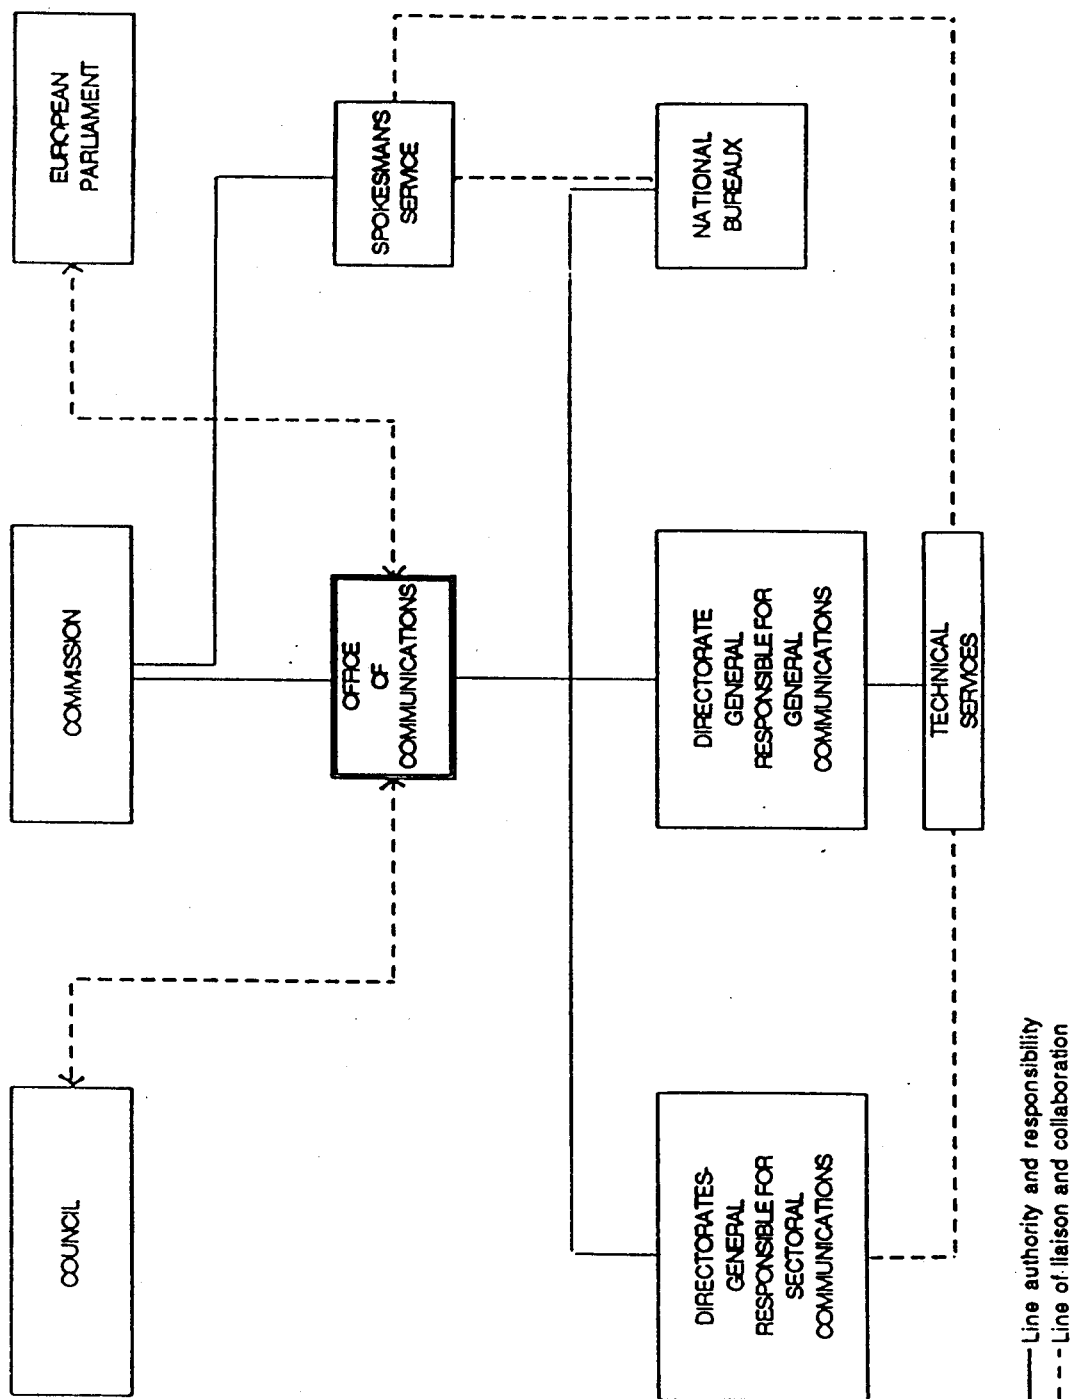 COUNCIL
COMMISSION
EUROPEAN
PARLIAMENT
OFFICE
OF
COMMUNICATIONS
SPOKESMAN'S
SERVICE
DIRECTORATES-
GENERAL
RESPONSIBLE FOR
SECTORAL
COMMUNICATIONS
DIRECTORATE
GENERAL
RESPONSIBLE FOR
GENERAL
COMMUNICATIONS
NATIONAL
BUREAUX
TECHNICAL
SERVICES
Line authority and responsibility
Line of liaison and collaboration